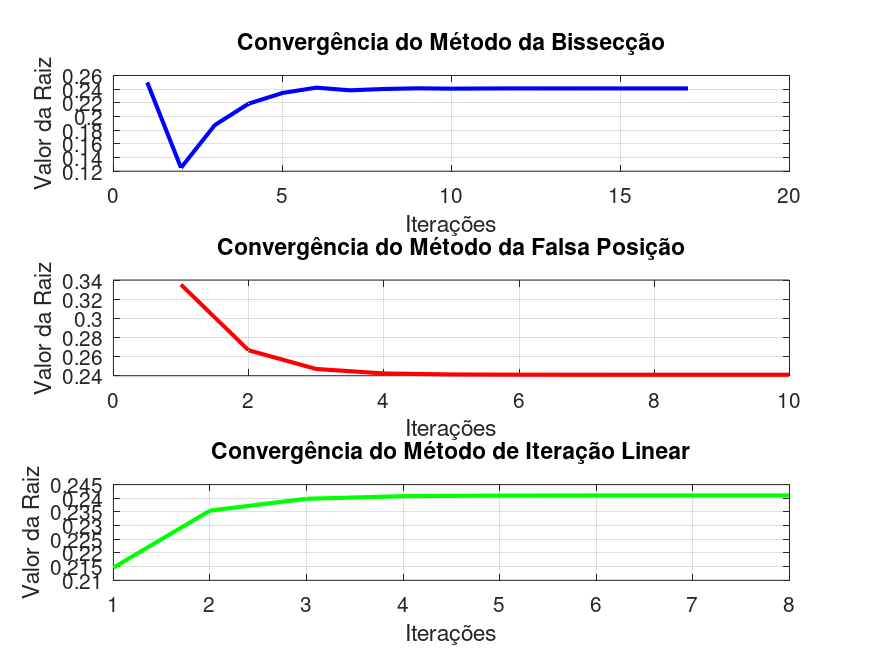 Convergência do Método da Bissecção
Valor da Raiz
0.26
0.24
0.22
0.2
0.18
0.16
0.14
0.12
0 5 10 15 20
Iterações
Convergência do Método da Falsa Posição
Valor da Raiz
0.34
0.32
0.3
0.28
0.26
0.24
0 2 4 6 8 10
Iterações
Convergência do Método de Iteração Linear
Valor da Raiz
0.245
0.24
0.235
0.23
0.225
0.22
0.215
0.21
1 2 3 4 5 6 7 8
Iterações